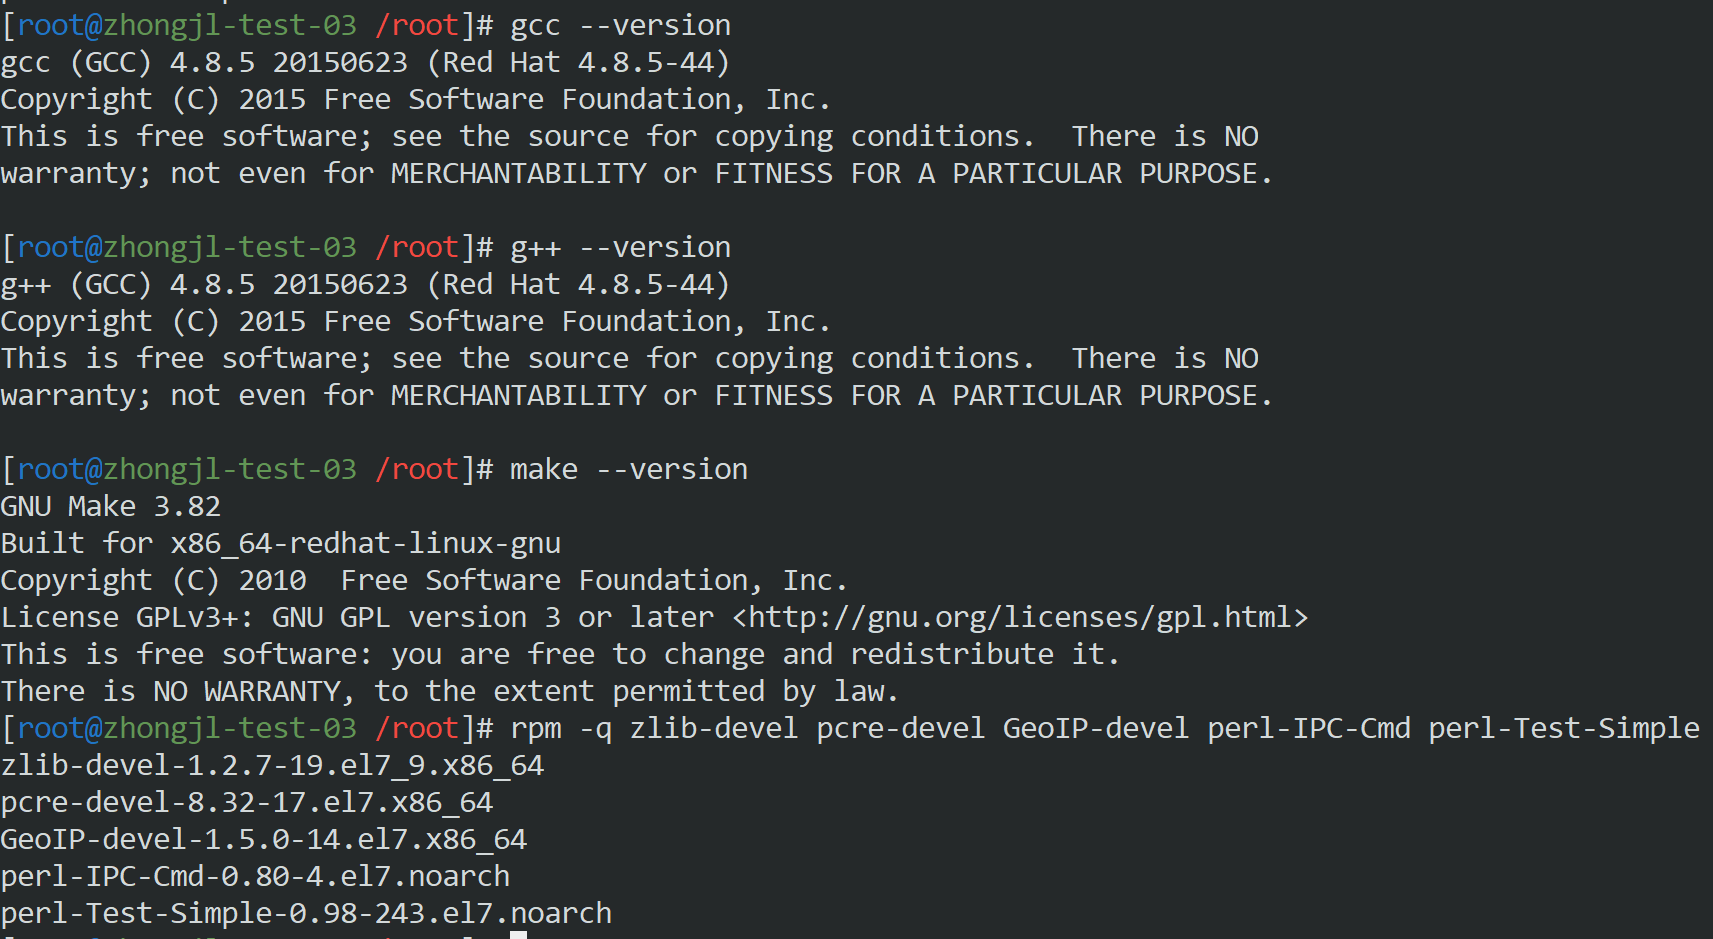 [root@zhongjl-test-03 /root]# gcc --version
gcc (GCC) 4.8.5 20150623 (Red Hat 4.8.5-44)
Copyright (C) 2015 Free Software Foundation, Inc.
This is free software; see the source for copying conditions.  There is NO
warranty; not even for MERCHANTABILITY or FITNESS FOR A PARTICULAR PURPOSE.

[root@zhongjl-test-03 /root]# g++ --version
g++ (GCC) 4.8.5 20150623 (Red Hat 4.8.5-44)
Copyright (C) 2015 Free Software Foundation, Inc.
This is free software; see the source for copying conditions.  There is NO
warranty; not even for MERCHANTABILITY or FITNESS FOR A PARTICULAR PURPOSE.

[root@zhongjl-test-03 /root]# make --version
GNU Make 3.82
Built for x86_64-redhat-linux-gnu
Copyright (C) 2010  Free Software Foundation, Inc.
License GPLv3+: GNU GPL version 3 or later <http://gnu.org/licenses/gpl.html>
This is free software: you are free to change and redistribute it.
There is NO WARRANTY, to the extent permitted by law.
[root@zhongjl-test-03 /root]# rpm -q zlib-devel pcre-devel GeoIP-devel perl-IPC-Cmd perl-Test-Simple
zlib-devel-1.2.7-19.el7_9.x86_64
pcre-devel-8.32-17.el7.x86_64
GeoIP-devel-1.5.0-14.el7.x86_64
perl-IPC-Cmd-0.80-4.el7.noarch
perl-Test-Simple-0.98-243.el7.noarch